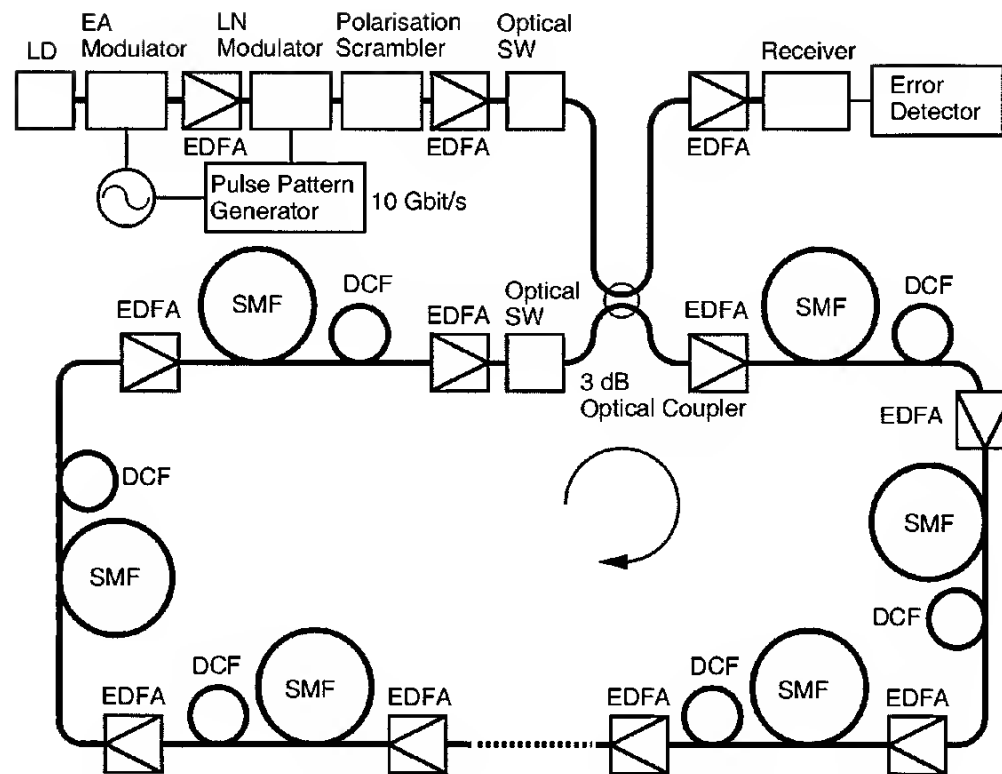 EA
Modulator
LN
Modulator
Polarisation
Scrambler
Optical
SW
Receiver
LD
Error
Detector
EDFA
EDFA
EDFA
Pulse Pattern
Generator
10 Gbit/s
EDFA
SMF
DCF
EDFA
Optical
SW
EDFA
SMF
DCF
3 dB
Optical Coupler
EDFA
DCF
SMF
SMF
DCF
EDFA
DCF
SMF
EDFA
EDFA
DCF
SMF
EDFA